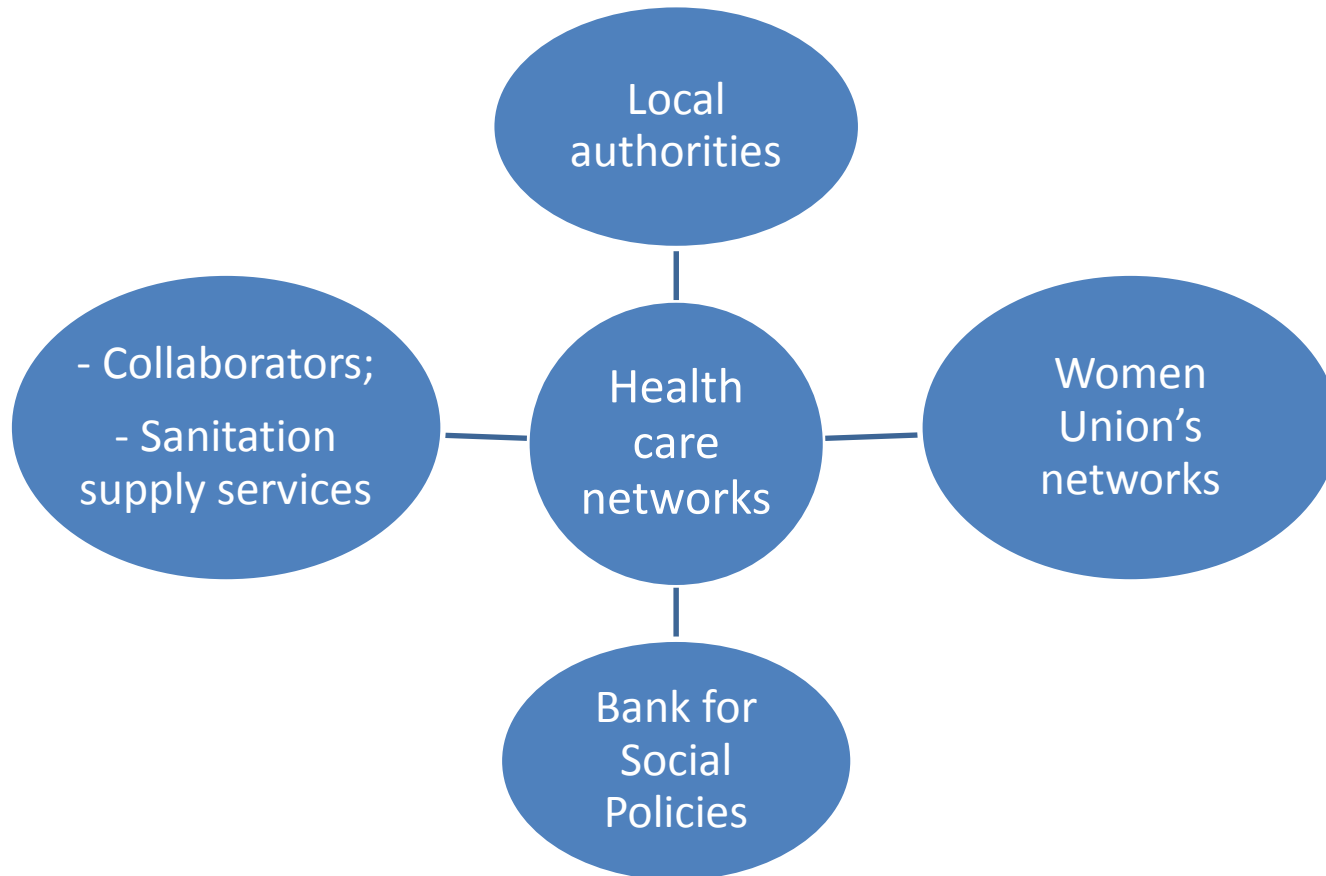 Local
authorities
- Collaborators;
- Sanitation
supply services
Health
care
networks
Women
Union’s
networks
Bank for
Social
Policies